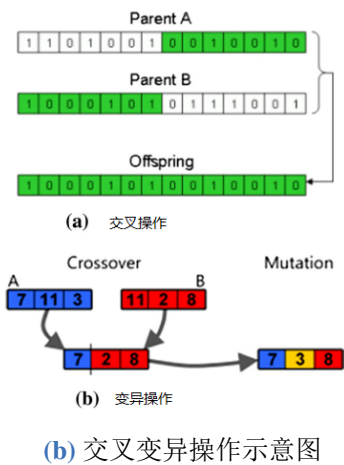 Parent A
1 1 0 1 0 0 1 0 0 1 0 0 1 0
Parent B
1 0 0 0 1 0 1 0 1 1 1 0 0 1
Offspring
1 0 0 0 1 0 1 0 0 1 0 0 1 0
(a) 交叉操作
Crossover Mutation
A B
7 11 3 11 2 8
7 2 8 7 3 8
(b) 变异操作
(b) 交叉变异操作示意图